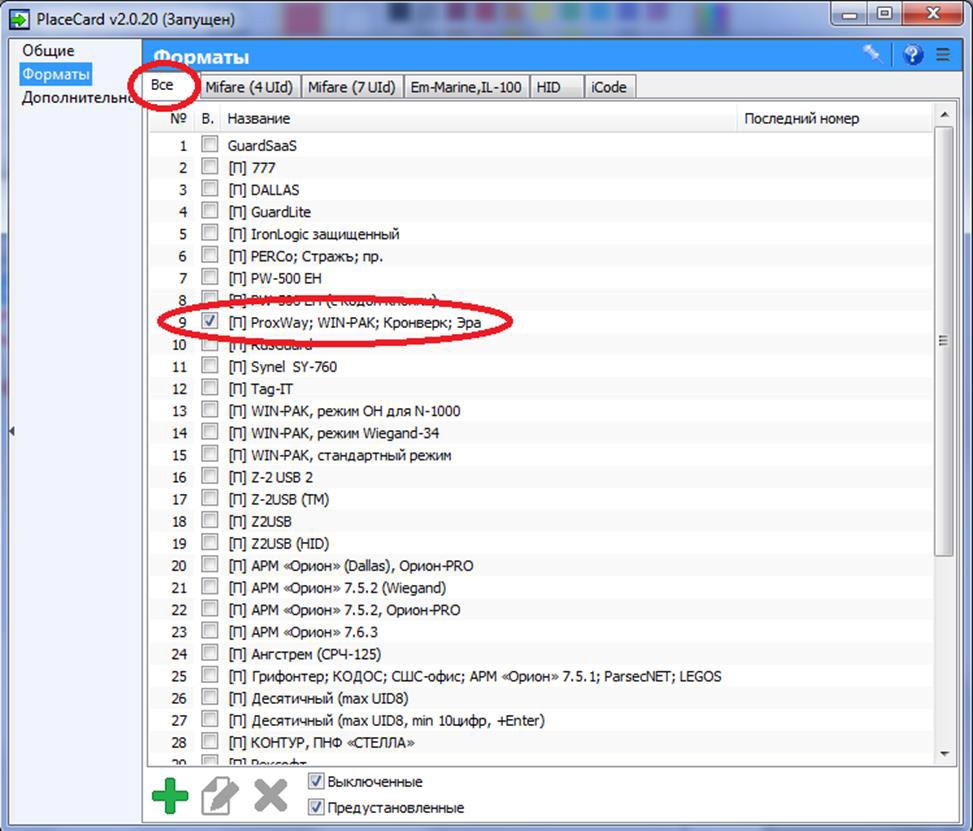 PlaceCard v2.0.20 (Запущен)
Общие
Форматы
Дополнительно
Форматы
Все
Mifare (4 UId)
Mifare (7 UId)
Em-Marine,IL-100
HID
iCode
№ В. Название Последний номер
1 GuardSaaS
2 [П] 777
3 [П] DALLAS
4 [П] GuardLite
5 [П] IronLogic защищенный
6 [П] PERCo; Стражъ; пр.
7 [П] PW-500 EH
8 [П] PW-500 EH (с кодом кнопки)
9 [П] ProxWay; WIN-PAK; Кронверк; Эра
10 [П] RusGuard
11 [П] Synel SY-760
12 [П] Tag-IT
13 [П] WIN-PAK, режим ОН для N-1000
14 [П] WIN-PAK, режим Wiegand-34
15 [П] WIN-PAK, стандартный режим
16 [П] Z-2 USB 2
17 [П] Z-2USB (TM)
18 [П] Z2USB
19 [П] Z2USB (HID)
20 [П] АРМ «Орион» (Dallas), Орион-PRO
21 [П] АРМ «Орион» 7.5.2 (Wiegand)
22 [П] АРМ «Орион» 7.5.2, Орион-PRO
23 [П] АРМ «Орион» 7.6.3
24 [П] Ангстрем (СРЧ-125)
25 [П] Грифонтер; КОДОС; СШС-офис; АРМ «Орион» 7.5.1; ParsecNET; LEGOS
26 [П] Десятичный (max UID8)
27 [П] Десятичный (max UID8, min 10цифр, +Enter)
28 [П] КОНТУР, ПНФ «СТЕЛЛА»
29 [П] Рексофт
Выключенные
Предустановленные